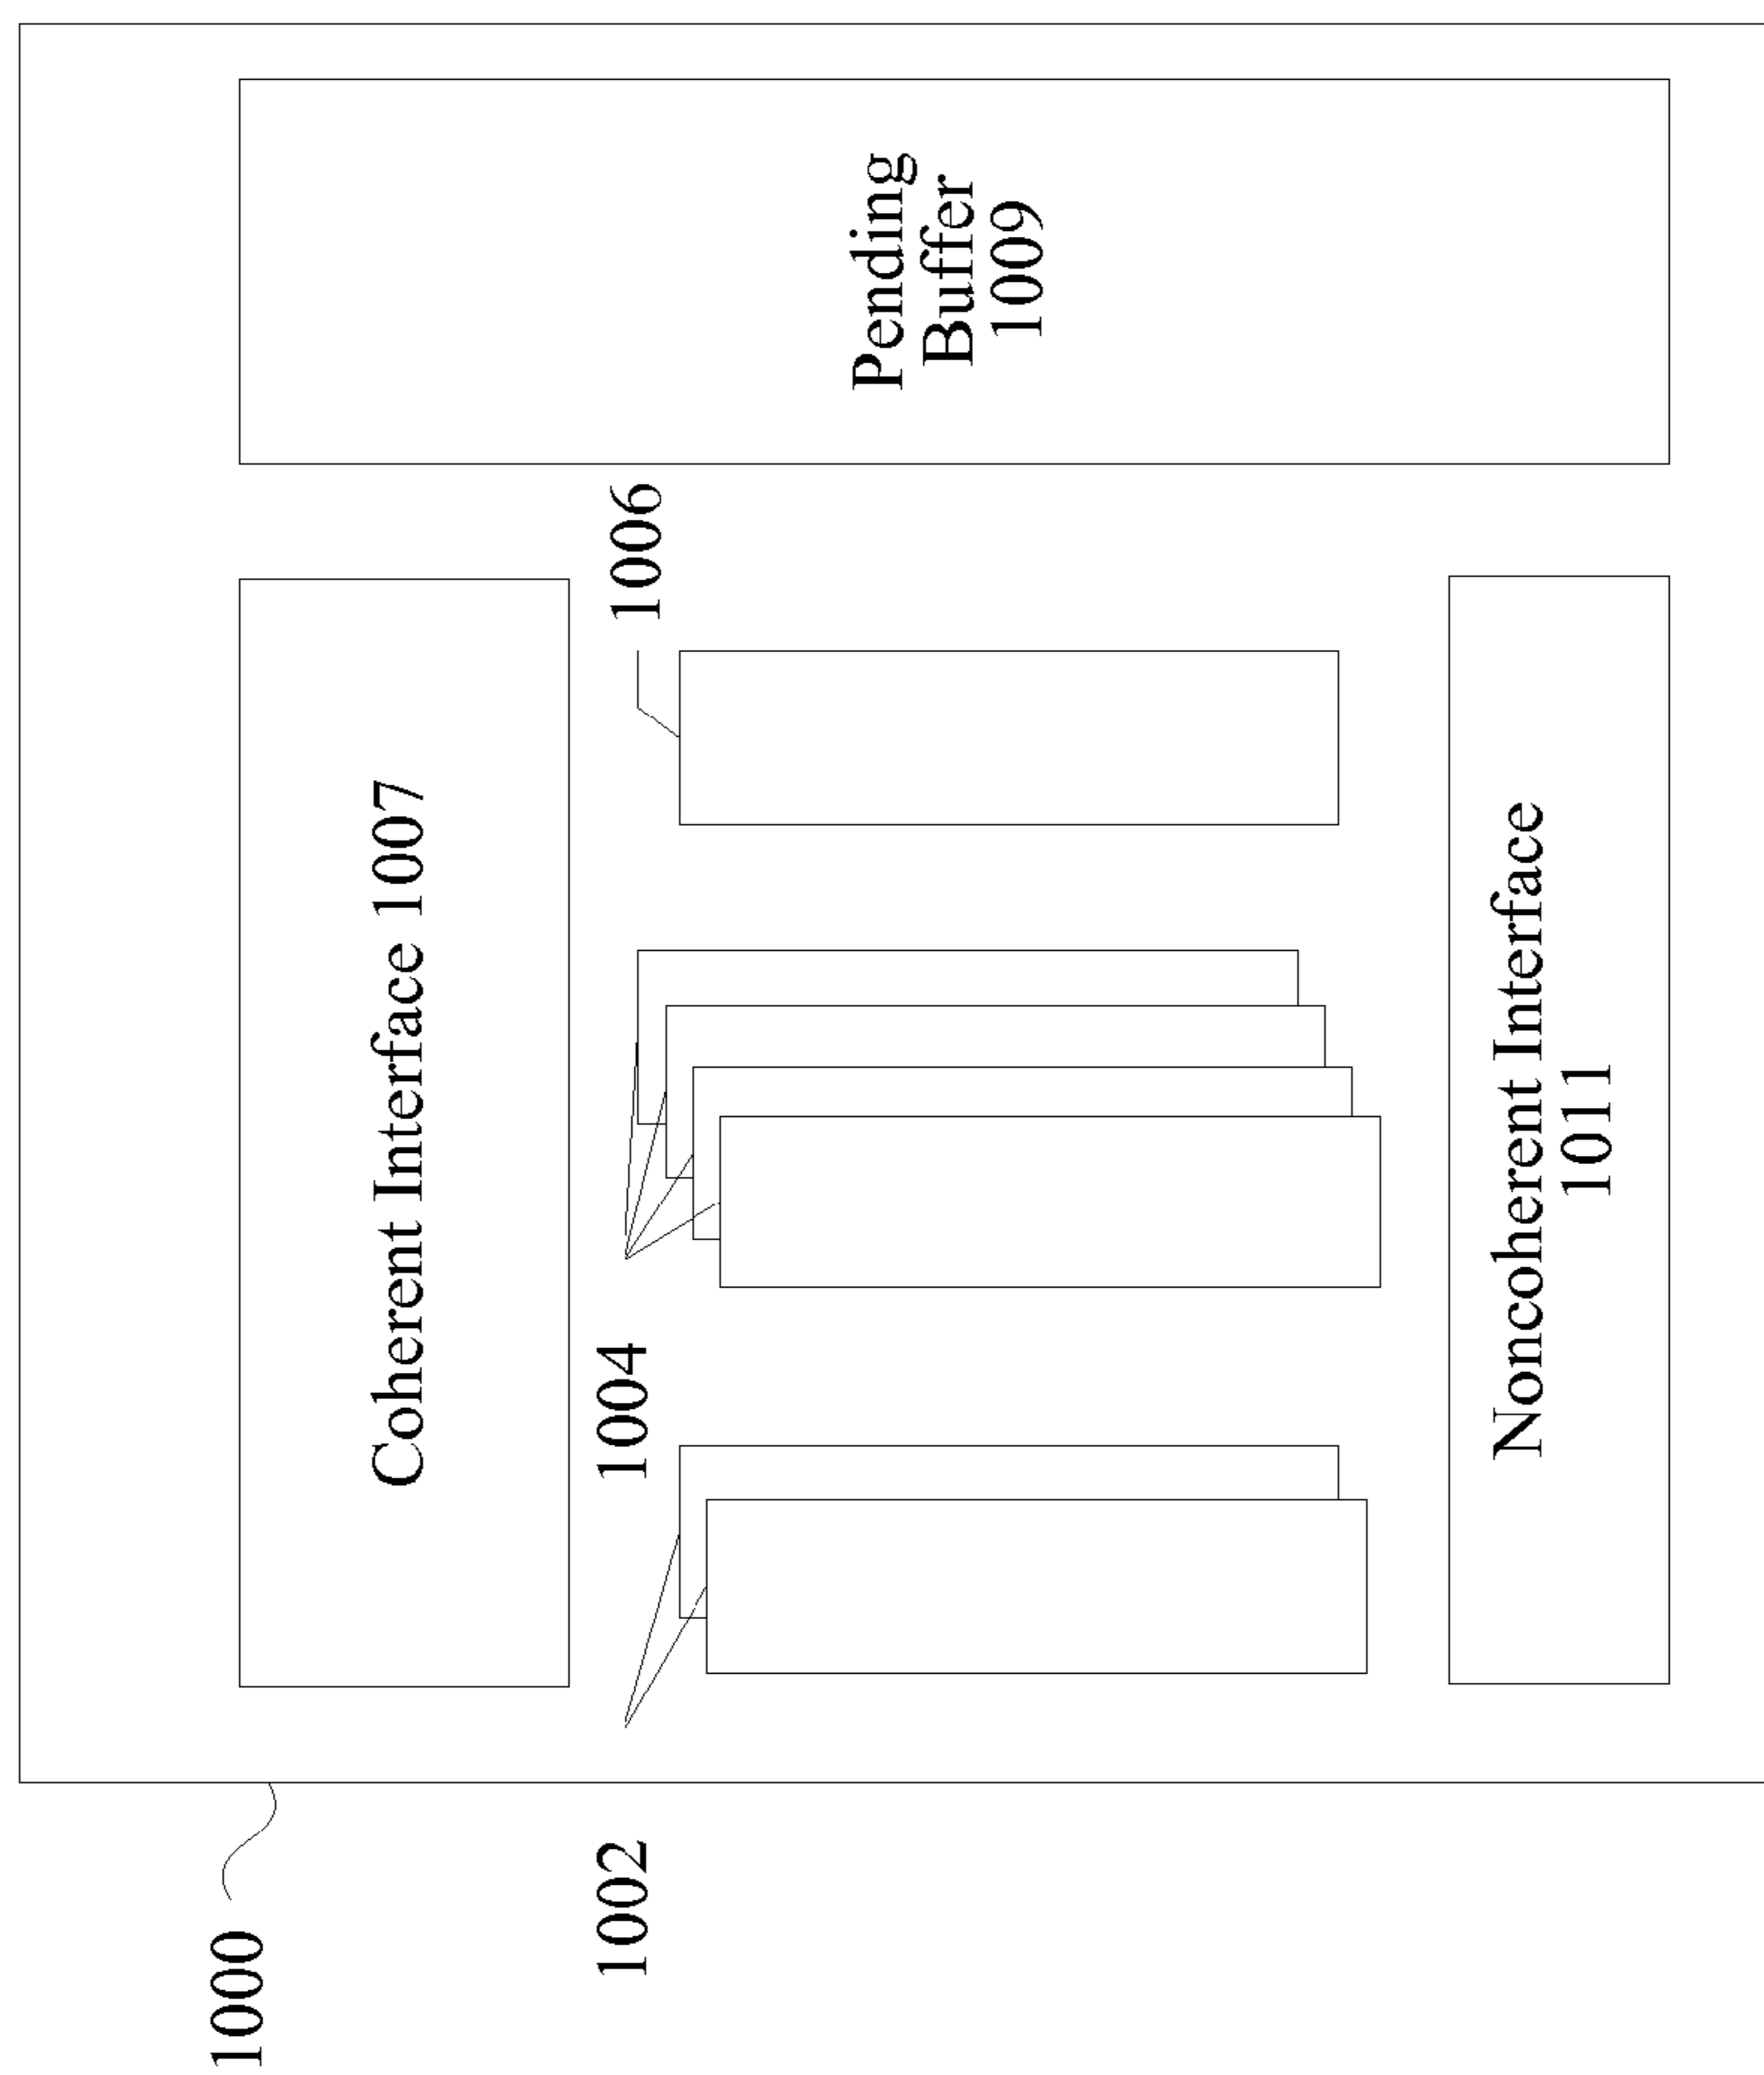 1000
Coherent Interface 1007
1002
1004
1006
Noncoherent Interface
1011
Pending
Buffer
1009